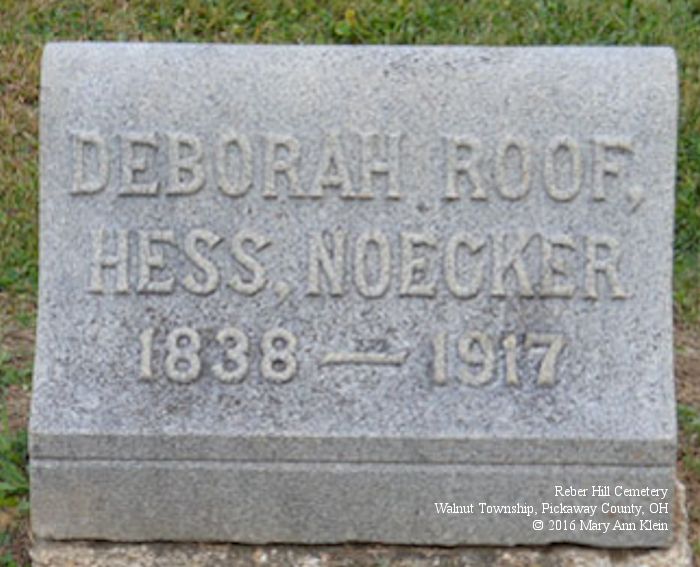 DEBORAH ROOF,
HESS, NOECKER
1838 — 1917
Reber Hill Cemetery
Walnut Township, Pickaway County, OH
© 2016 Mary Ann Klein